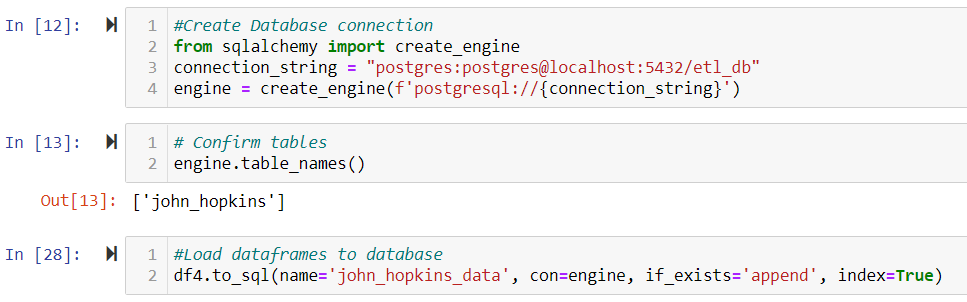 In [12]:
1 #Create Database connection
2 from sqlalchemy import create_engine
3 connection_string = "postgres:postgres@localhost:5432/etl_db"
4 engine = create_engine(f'postgresql://{connection_string}')
In [13]:
1 # Confirm tables
2 engine.table_names()
Out[13]: ['john_hopkins']
In [28]:
1 #Load dataframes to database
2 df4.to_sql(name='john_hopkins_data', con=engine, if_exists='append', index=True)